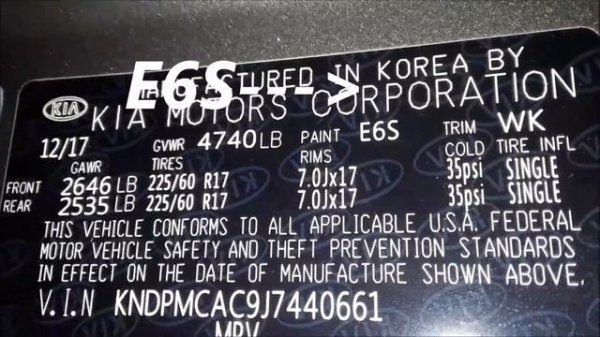 E6S---->
MANUFACTURED IN KOREA BY
KIA KIA MOTORS CORPORATION
12/17 GVWR 4740 LB PAINT E6S TRIM WK
GAWR TIRES RIMS COLD TIRE INFL
FRONT 2646 LB 225/60 R17 7.0Jx17 35psi SINGLE
REAR 2535 LB 225/60 R17 7.0Jx17 35psi SINGLE
THIS VEHICLE CONFORMS TO ALL APPLICABLE U.S.A. FEDERAL
MOTOR VEHICLE SAFETY AND THEFT PREVENTION STANDARDS
IN EFFECT ON THE DATE OF MANUFACTURE SHOWN ABOVE.
V.I.N KNDPMCAC9J7440661
MPV